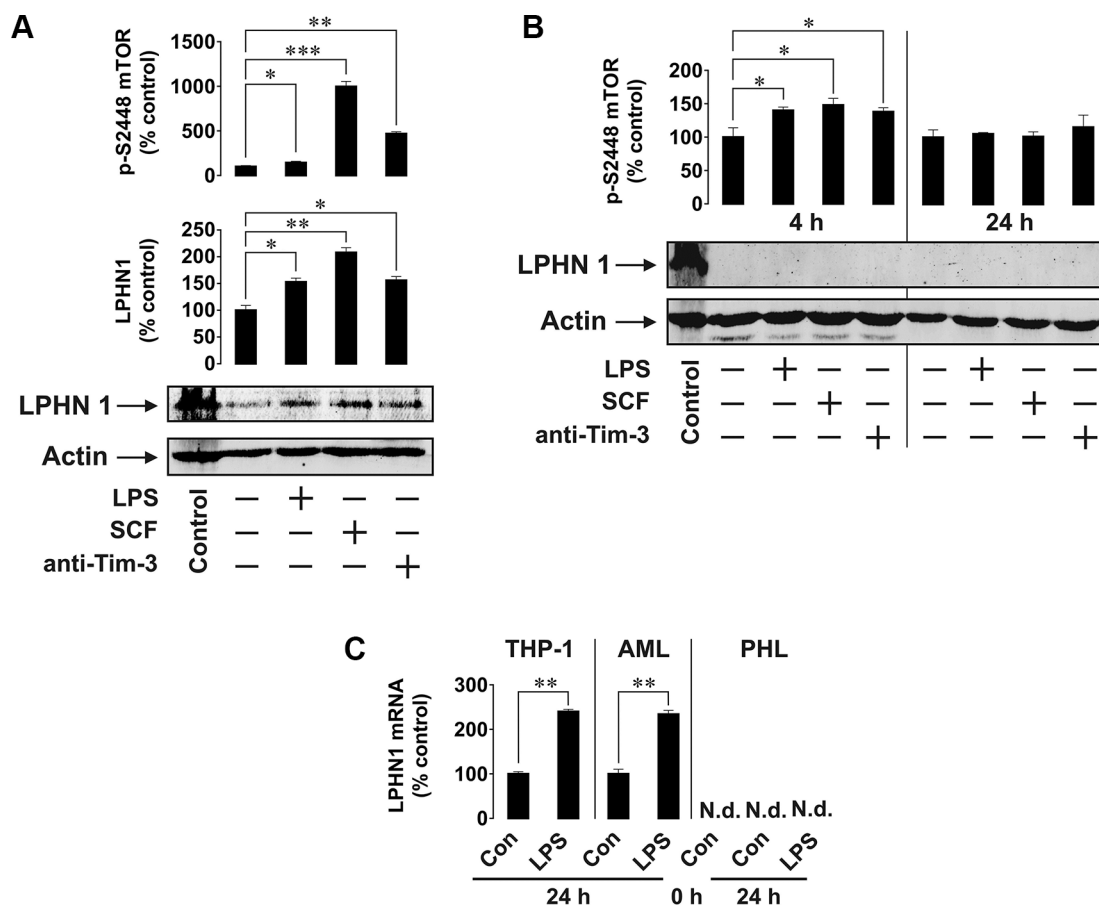 A
p-S2448 mTOR
(% control)
1500
1000
500
0
*
***
**
LPHN1
(% control)
250
200
150
100
50
0
*
**
*
LPHN 1
Actin
LPS − + − −
SCF − − + −
anti-Tim-3 − − − +
Control
B
p-S2448 mTOR
(% control)
200
150
100
50
0
*
*
*
4 h 24 h
LPHN 1
Actin
LPS − + − − − + − −
SCF − − + − − − + −
anti-Tim-3 − − − + − − − +
Control
C
THP-1 AML PHL
LPHN1 mRNA
(% control)
300
200
100
0
** **
N.d. N.d. N.d.
Con LPS Con LPS Con Con LPS
24 h 0 h 24 h